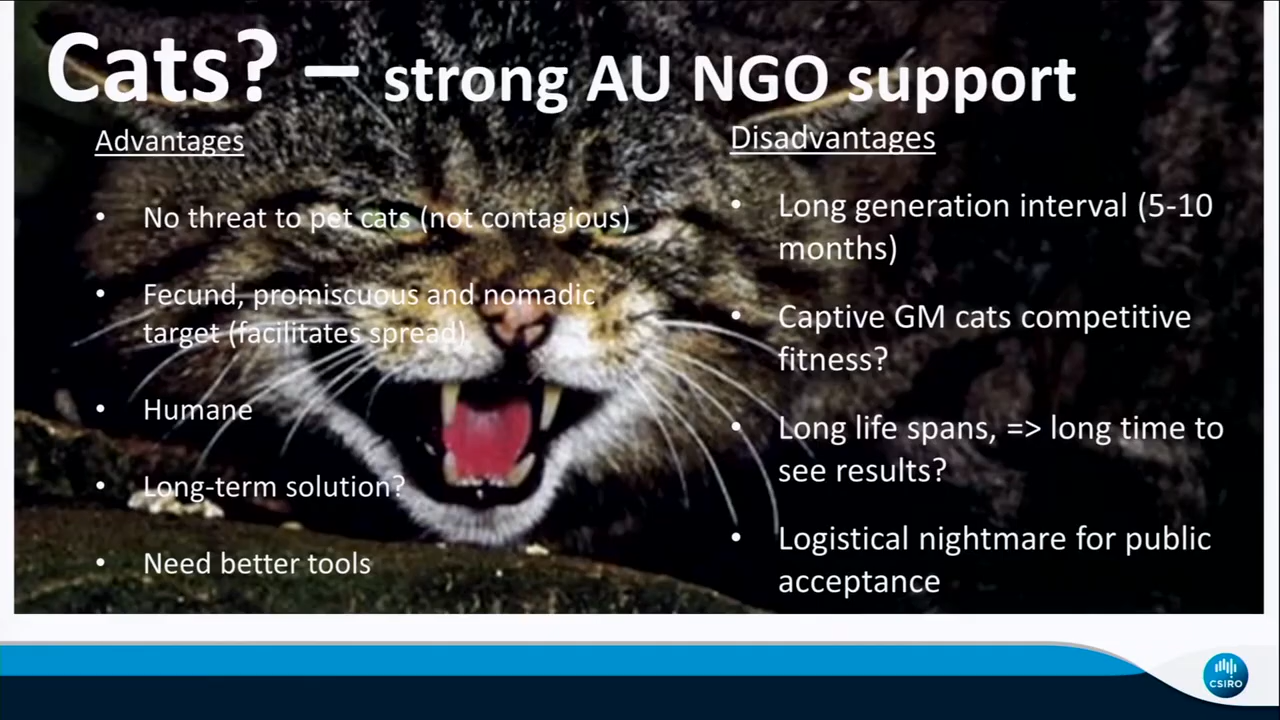 Cats? – strong AU NGO support
Advantages
• No threat to pet cats (not contagious)
• Fecund, promiscuous and nomadic
target (facilitates spread)
• Humane
• Long-term solution?
• Need better tools
Disadvantages
• Long generation interval (5-10
months)
• Captive GM cats competitive
fitness?
• Long life spans, => long time to
see results?
• Logistical nightmare for public
acceptance
CSIRO